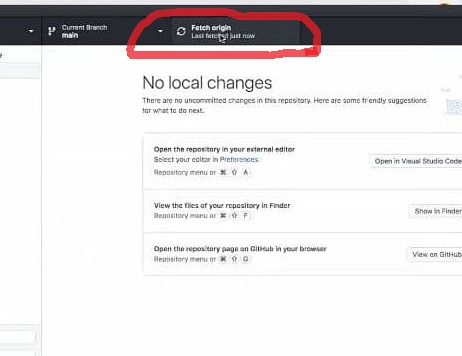 Current Branch
main
Fetch origin
Last fetched just now
No local changes
There are no uncommitted changes in this repository. Here are some friendly suggestions
for what to do next.
Open the repository in your external editor
Select your editor in Preferences
Repository menu or ⌘ ⇧ A
Open in Visual Studio Code
View the files of your repository in Finder
Repository menu or ⌘ ⇧ F
Show in Finder
Open the repository page on GitHub in your browser
Repository menu or ⌘ ⇧ G
View on GitHub